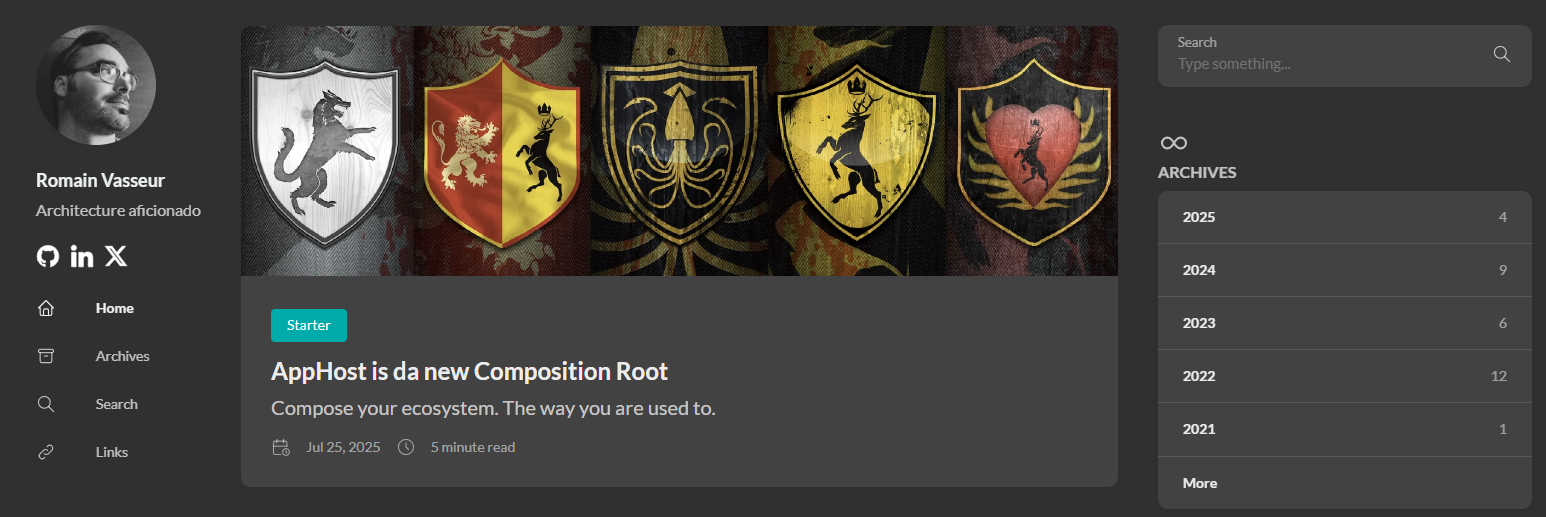 Romain Vasseur
Architecture aficionado
Home
Archives
Search
Links
Starter
AppHost is da new Composition Root
Compose your ecosystem. The way you are used to.
Jul 25, 2025 5 minute read
Search
Type something...
ARCHIVES
2025 4
2024 9
2023 6
2022 12
2021 1
More